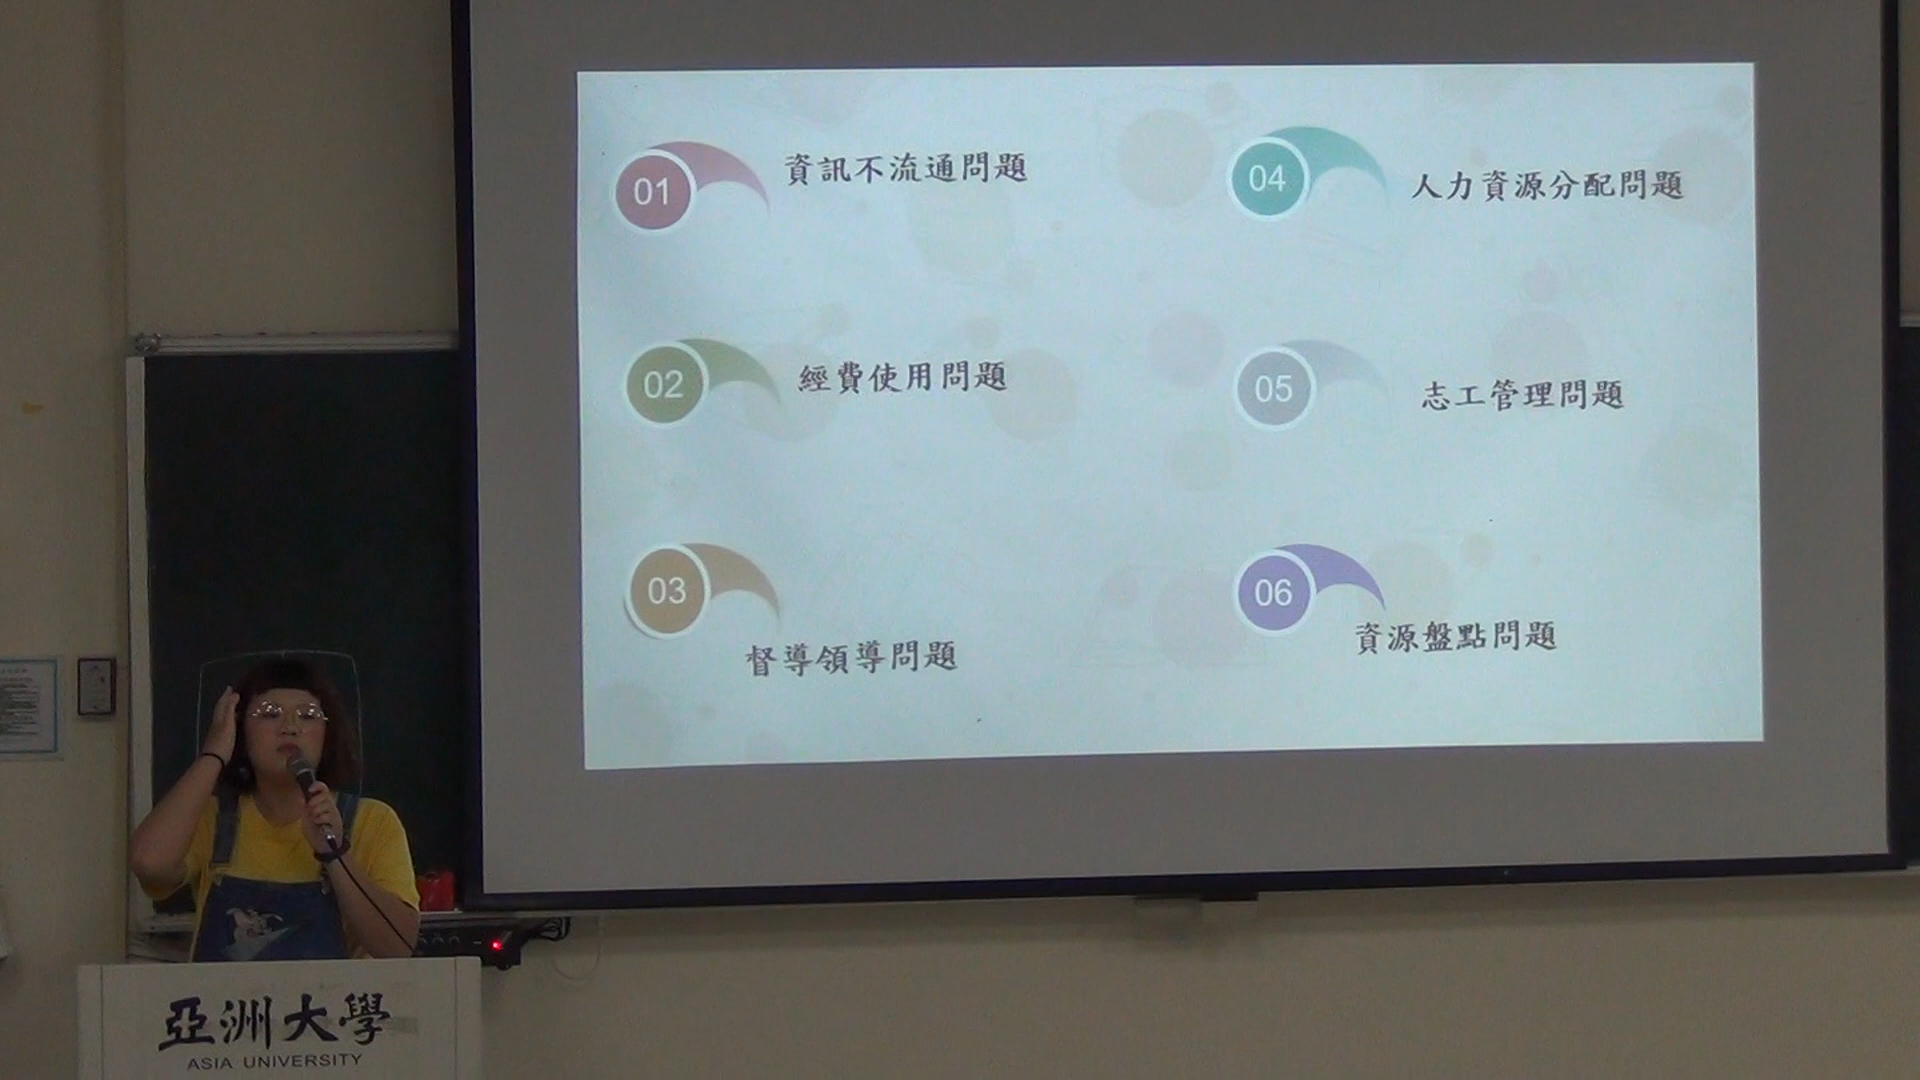 01
資訊不流通問題
02
經費使用問題
03
督導領導問題
04
人力資源分配問題
05
志工管理問題
06
資源盤點問題
亞洲大學
ASIA UNIVERSITY